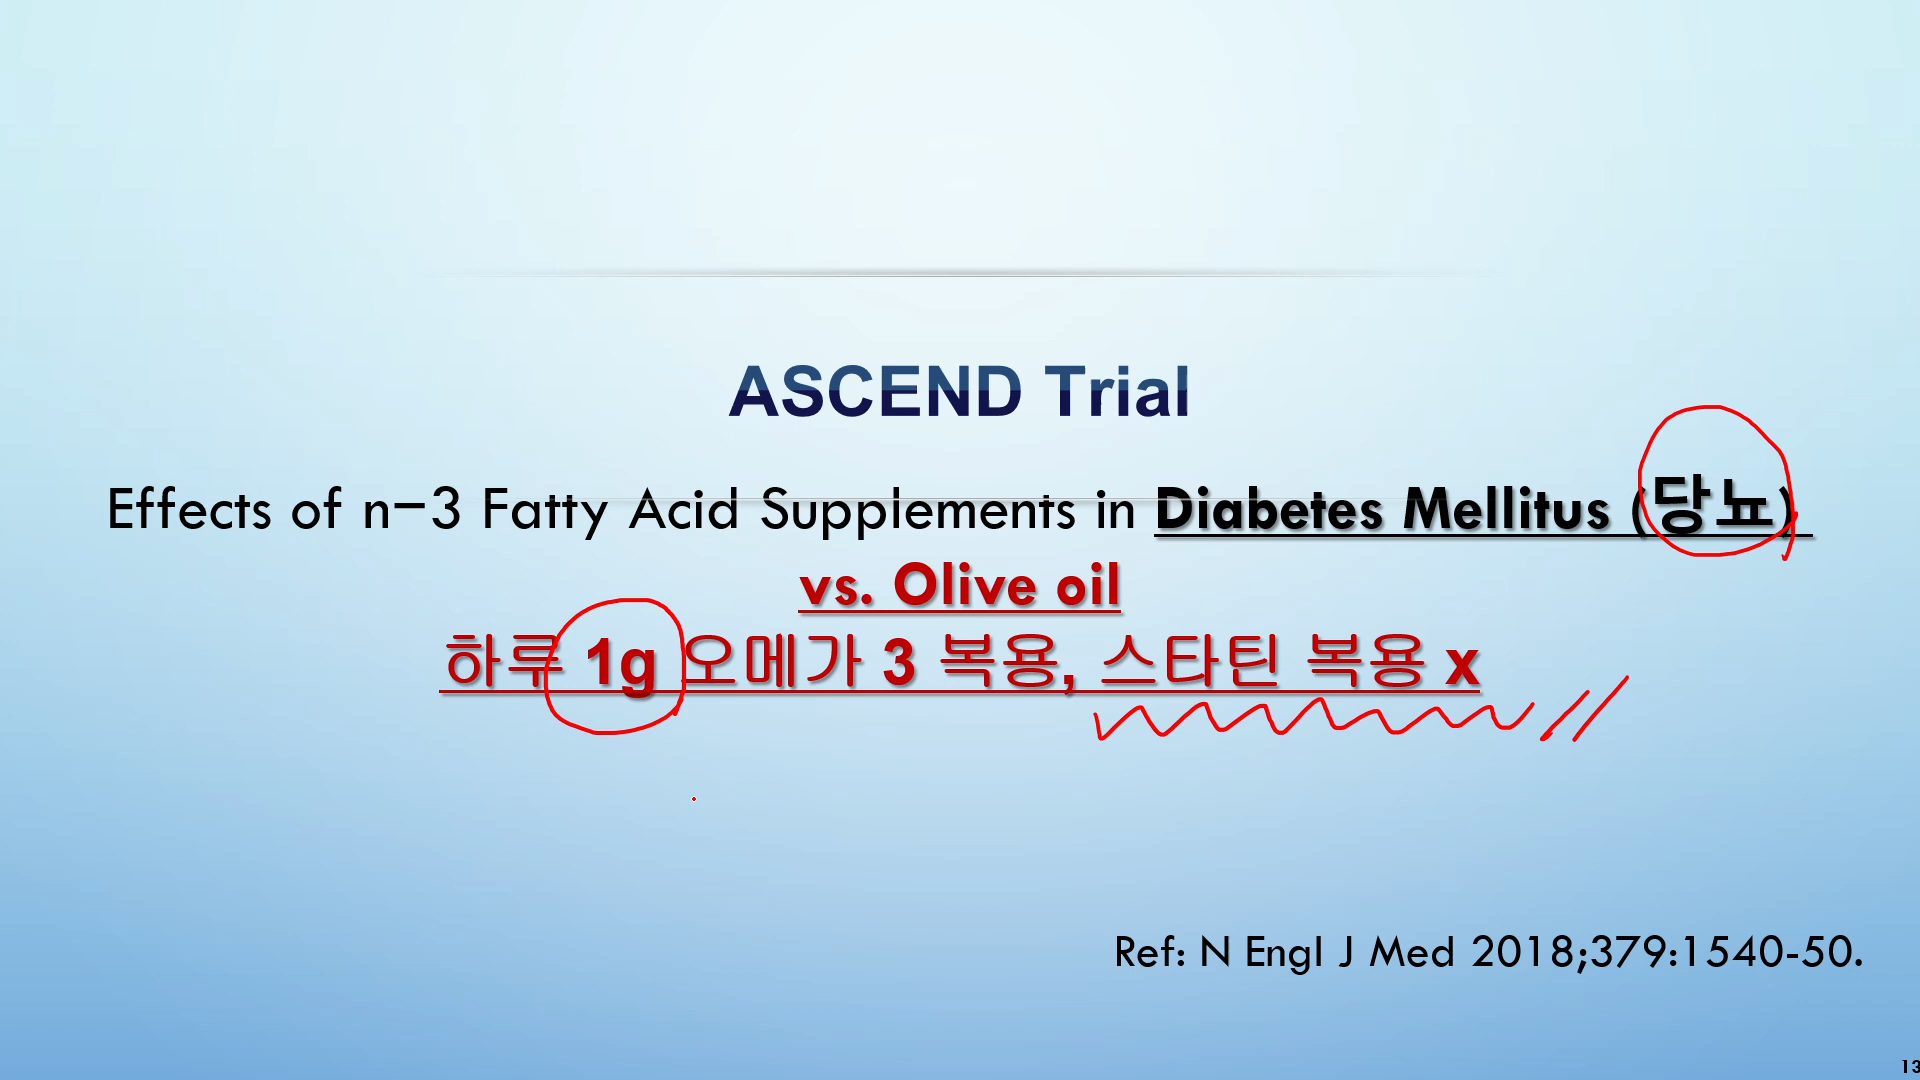 ASCEND Trial
Effects of n−3 Fatty Acid Supplements in Diabetes Mellitus (당뇨)
vs. Olive oil
하루 1g 오메가 3 복용, 스타틴 복용 x
Ref: N Engl J Med 2018;379:1540-50.
13